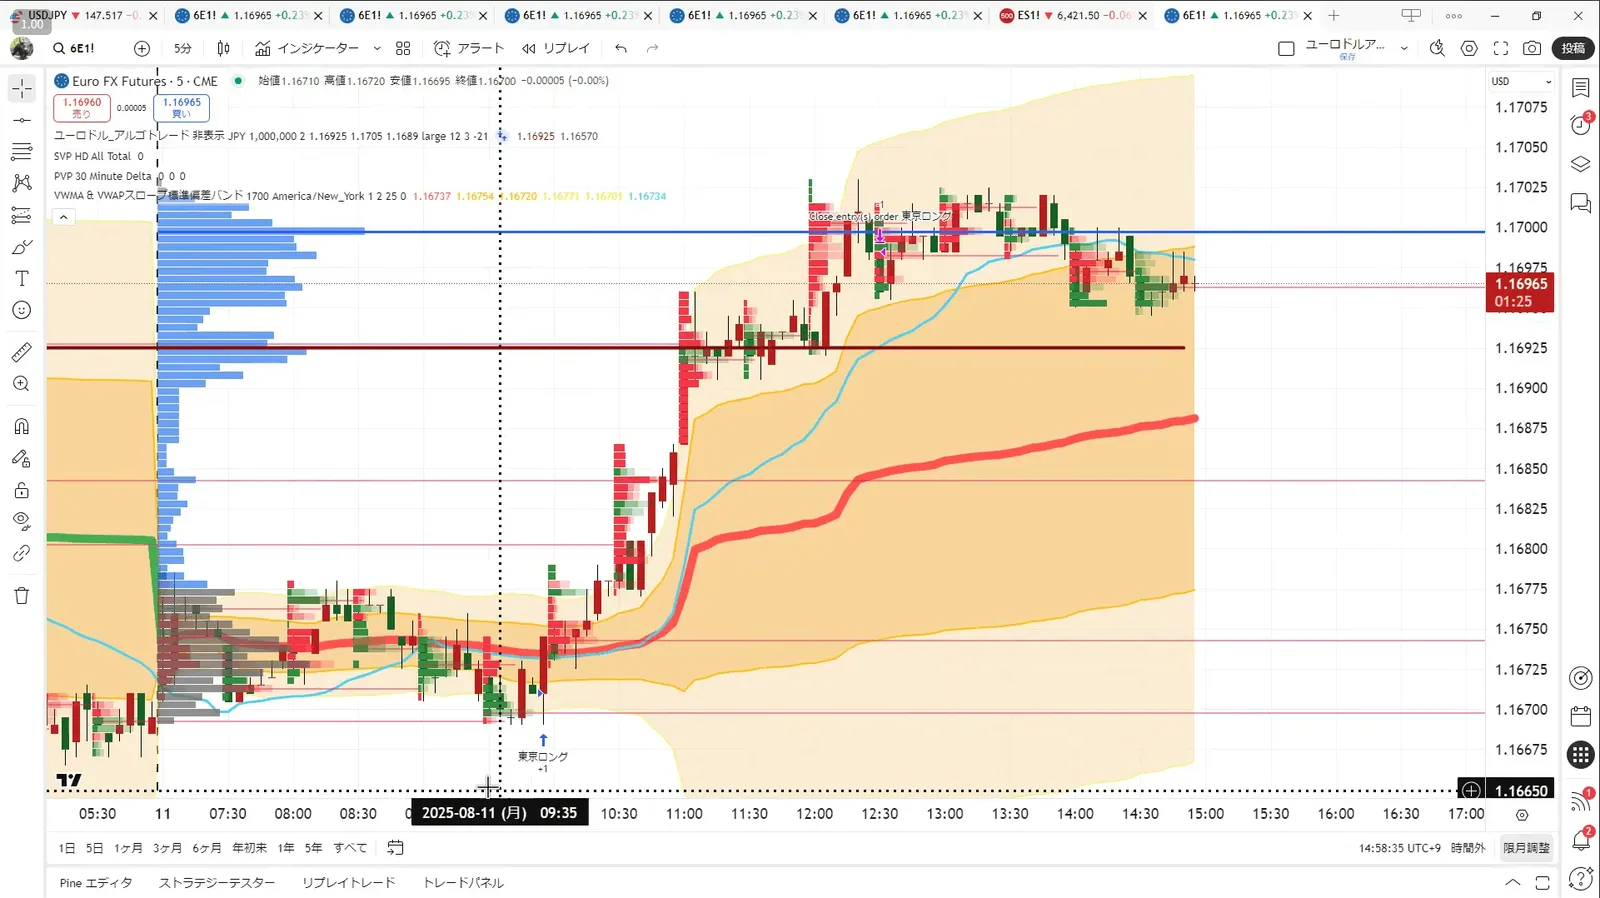 USDJPY ▼ 147.517 −0. × 6E1! ▲ 1.16965 +0.23 × 6E1! ▲ 1.16965 +0.23 × 6E1! ▲ 1.16965 +0.23 × 6E1! ▲ 1.16965 +0.23 × 6E1! ▲ 1.16965 +0.23 × ES1! ▼ 6,421.50 −0.06 × 6E1! ▲ 1.16965 +0.23 ×
1.00
6E1! 5分 インジケーター アラート リプレイ ユーロドルア... 投稿
保存
Euro FX Futures · 5 · CME 始値1.16710 高値1.16720 安値1.16695 終値1.16700 −0.00005 (−0.00%)
USD
1.16960 0.00005 1.16965
売り 買い
ユーロドル_アルゴトレード 非表示 JPY 1,000,000 2 1.16925 1.1705 1.1689 large 12 3 -21 1.16925 1.16570
SVP HD All Total 0
PVP 30 Minute Delta 0 0 0
VWMA & VWAPスロープ標準偏差バンド 1700 America/New_York 1 2 25 0 1.16737 1.16754 1.16720 1.16771 1.16701 1.16734
-1
Close entry(s) order 東京ロング
東京ロング
+1
1.17075
1.17050
1.17025
1.17000
1.16975
1.16965
01:25
1.16925
1.16900
1.16875
1.16850
1.16825
1.16800
1.16775
1.16750
1.16725
1.16700
1.16675
1.16650
05:30 11 07:30 08:00 08:30 2025-08-11 (月) 09:35 10:30 11:00 11:30 12:00 12:30 13:00 13:30 14:00 14:30 15:00 15:30 16:00 16:30 17:00
1日 5日 1ヶ月 3ヶ月 6ヶ月 年初来 1年 5年 すべて 14:58:35 UTC+9 時間外 限月調整
Pine エディタ ストラテジーテスター リプレイトレード トレードパネル
3
1
2